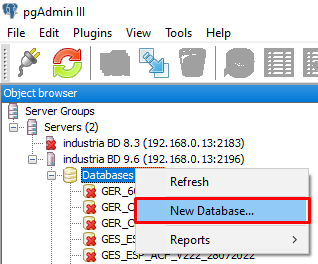 pgAdmin III
File Edit Plugins View Tools Help
Object browser
Server Groups
Servers (2)
industria BD 8.3 (192.168.0.13:2183)
industria BD 9.6 (192.168.0.13:2196)
Databases
Refresh
GER_60
New Database...
GER_C
GER_C
Reports
GES_ES
GES_ESP_ACP_V222_28072022